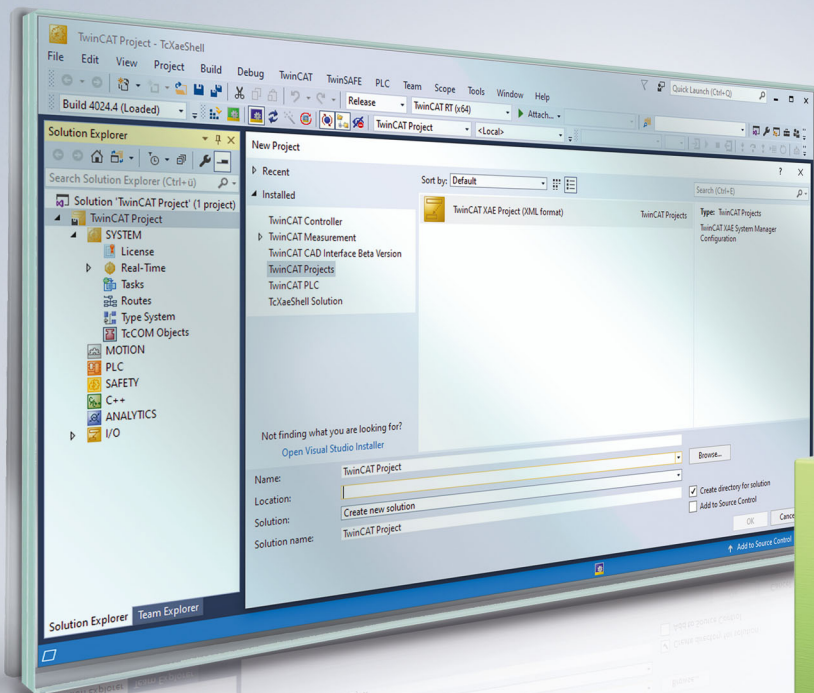 TwinCAT Project - TcXaeShell
File Edit View Project Build Debug TwinCAT TwinSAFE PLC Team Scope Tools Window Help
Quick Launch (Ctrl+Q)
Release TwinCAT RT (x64) Attach...
Build 4024.4 (Loaded) TwinCAT Project <Local>
Solution Explorer
Search Solution Explorer (Ctrl+ü)
Solution 'TwinCAT Project' (1 project)
TwinCAT Project
SYSTEM
License
Real-Time
Tasks
Routes
Type System
TcCOM Objects
MOTION
PLC
SAFETY
C++
ANALYTICS
I/O
Solution Explorer Team Explorer
New Project
? X
Recent
Installed
TwinCAT Controller
TwinCAT Measurement
TwinCAT CAD Interface Beta Version
TwinCAT Projects
TwinCAT PLC
TcXaeShell Solution
Not finding what you are looking for?
Open Visual Studio Installer
Sort by: Default
TwinCAT XAE Project (XML format) TwinCAT Projects
Search (Ctrl+E)
Type: TwinCAT Projects
TwinCAT XAE System Manager
Configuration
Name: TwinCAT Project
Location:
Browse...
Solution: Create new solution
Solution name: TwinCAT Project
Create directory for solution
Add to Source Control
OK Cance
Add to Source Control